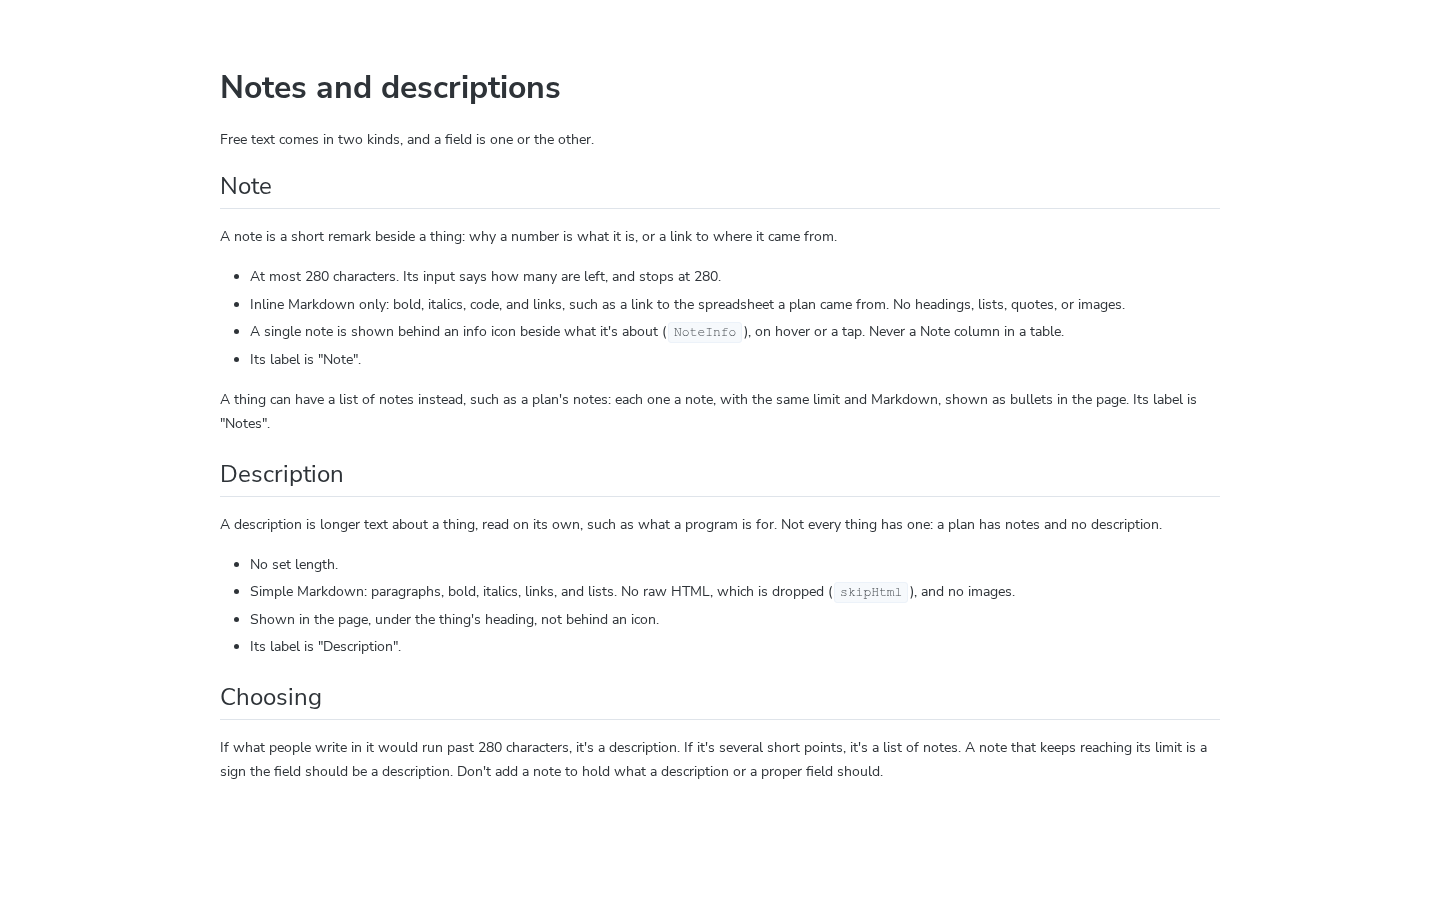 Notes and descriptions
Free text comes in two kinds, and a field is one or the other.
Note
A note is a short remark beside a thing: why a number is what it is, or a link to where it came from.
At most 280 characters. Its input says how many are left, and stops at 280.
Inline Markdown only: bold, italics, code, and links, such as a link to the spreadsheet a plan came from. No headings, lists, quotes, or images.
A single note is shown behind an info icon beside what it's about (NoteInfo), on hover or a tap. Never a Note column in a table.
Its label is "Note".
A thing can have a list of notes instead, such as a plan's notes: each one a note, with the same limit and Markdown, shown as bullets in the page. Its label is
"Notes".
Description
A description is longer text about a thing, read on its own, such as what a program is for. Not every thing has one: a plan has notes and no description.
No set length.
Simple Markdown: paragraphs, bold, italics, links, and lists. No raw HTML, which is dropped (skipHtml), and no images.
Shown in the page, under the thing's heading, not behind an icon.
Its label is "Description".
Choosing
If what people write in it would run past 280 characters, it's a description. If it's several short points, it's a list of notes. A note that keeps reaching its limit is a
sign the field should be a description. Don't add a note to hold what a description or a proper field should.